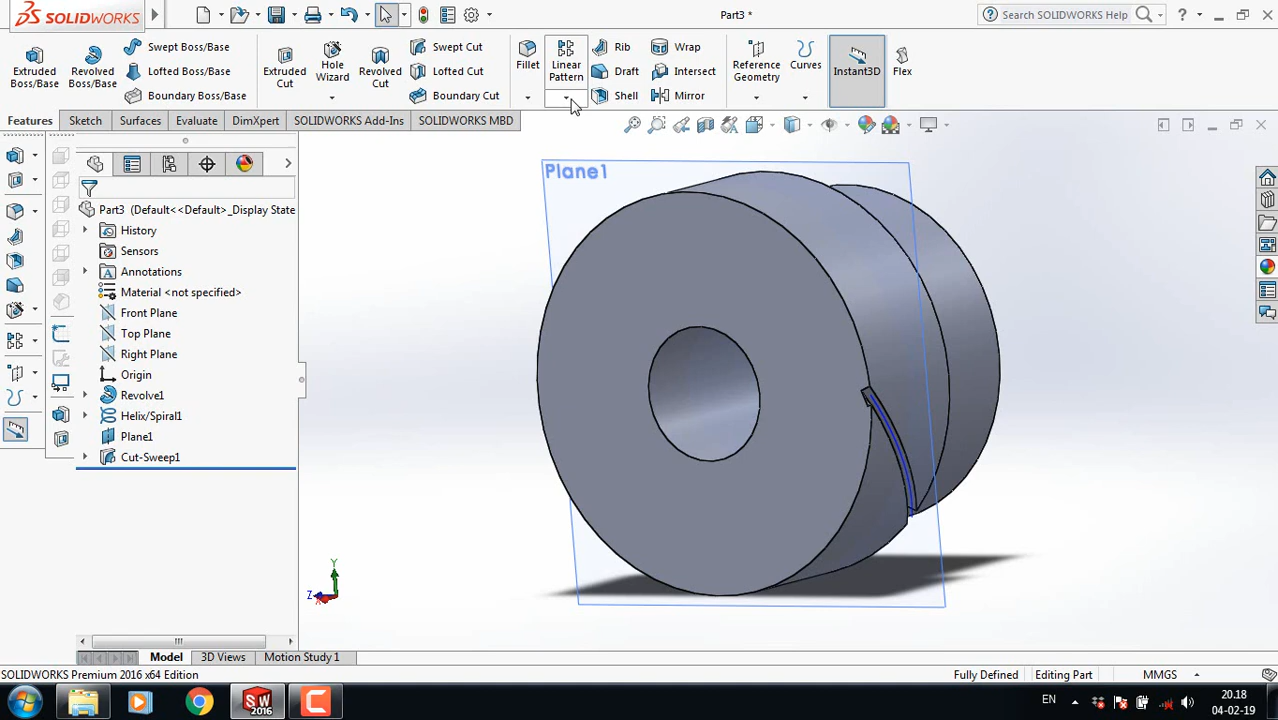 SOLIDWORKS
Part3 *
Search SOLIDWORKS Help
Extruded Boss/Base
Revolved Boss/Base
Swept Boss/Base
Lofted Boss/Base
Boundary Boss/Base
Extruded Cut
Hole Wizard
Revolved Cut
Swept Cut
Lofted Cut
Boundary Cut
Fillet
Linear Pattern
Rib
Draft
Shell
Wrap
Intersect
Mirror
Reference Geometry
Curves
Instant3D
Flex
Features
Sketch
Surfaces
Evaluate
DimXpert
SOLIDWORKS Add-Ins
SOLIDWORKS MBD
Part3 (Default<<Default>_Display State
History
Sensors
Annotations
Material <not specified>
Front Plane
Top Plane
Right Plane
Origin
Revolve1
Helix/Spiral1
Plane1
Cut-Sweep1
Plane1
Y
Z
X
Model
3D Views
Motion Study 1
SOLIDWORKS Premium 2016 x64 Edition
Fully Defined
Editing Part
MMGS
SW
2016
EN
20.18
04-02-19